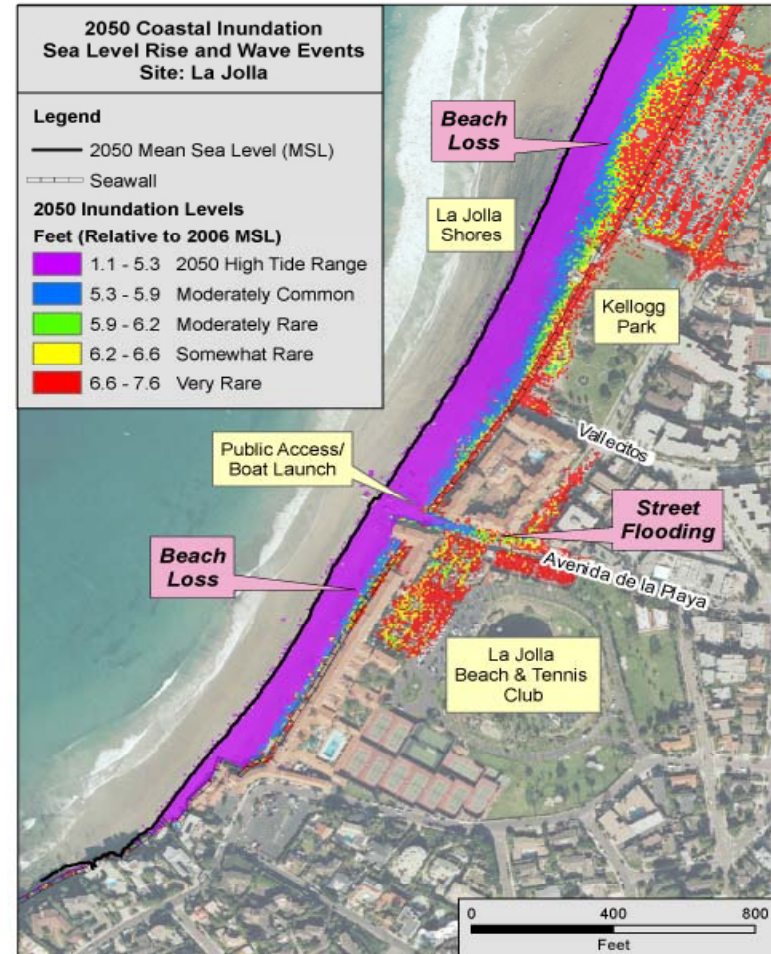 2050 Coastal Inundation
Sea Level Rise and Wave Events
Site: La Jolla
Legend
2050 Mean Sea Level (MSL)
Seawall
2050 Inundation Levels
Feet (Relative to 2006 MSL)
1.1 - 5.3 2050 High Tide Range
5.3 - 5.9 Moderately Common
5.9 - 6.2 Moderately Rare
6.2 - 6.6 Somewhat Rare
6.6 - 7.6 Very Rare
Beach
Loss
La Jolla
Shores
Kellogg
Park
Vallecitos
Public Access/
Boat Launch
Street
Flooding
Beach
Loss
Avenida de la Playa
La Jolla
Beach & Tennis
Club
0 400 800
Feet